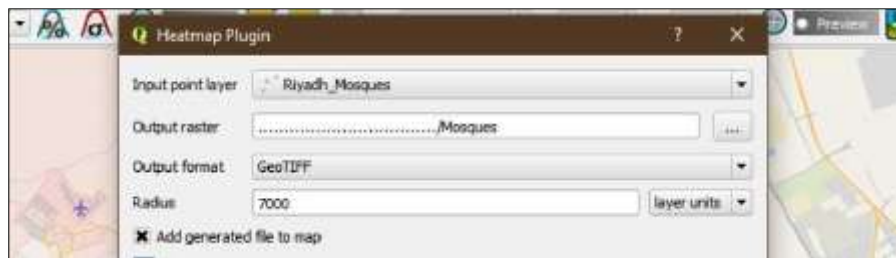 Heatmap Plugin ? ×
Preview
Input point layer Riyadh_Mosques
Output raster ..................................../Mosques ...
Output format GeoTIFF
Radius 7000 layer units
Add generated file to map